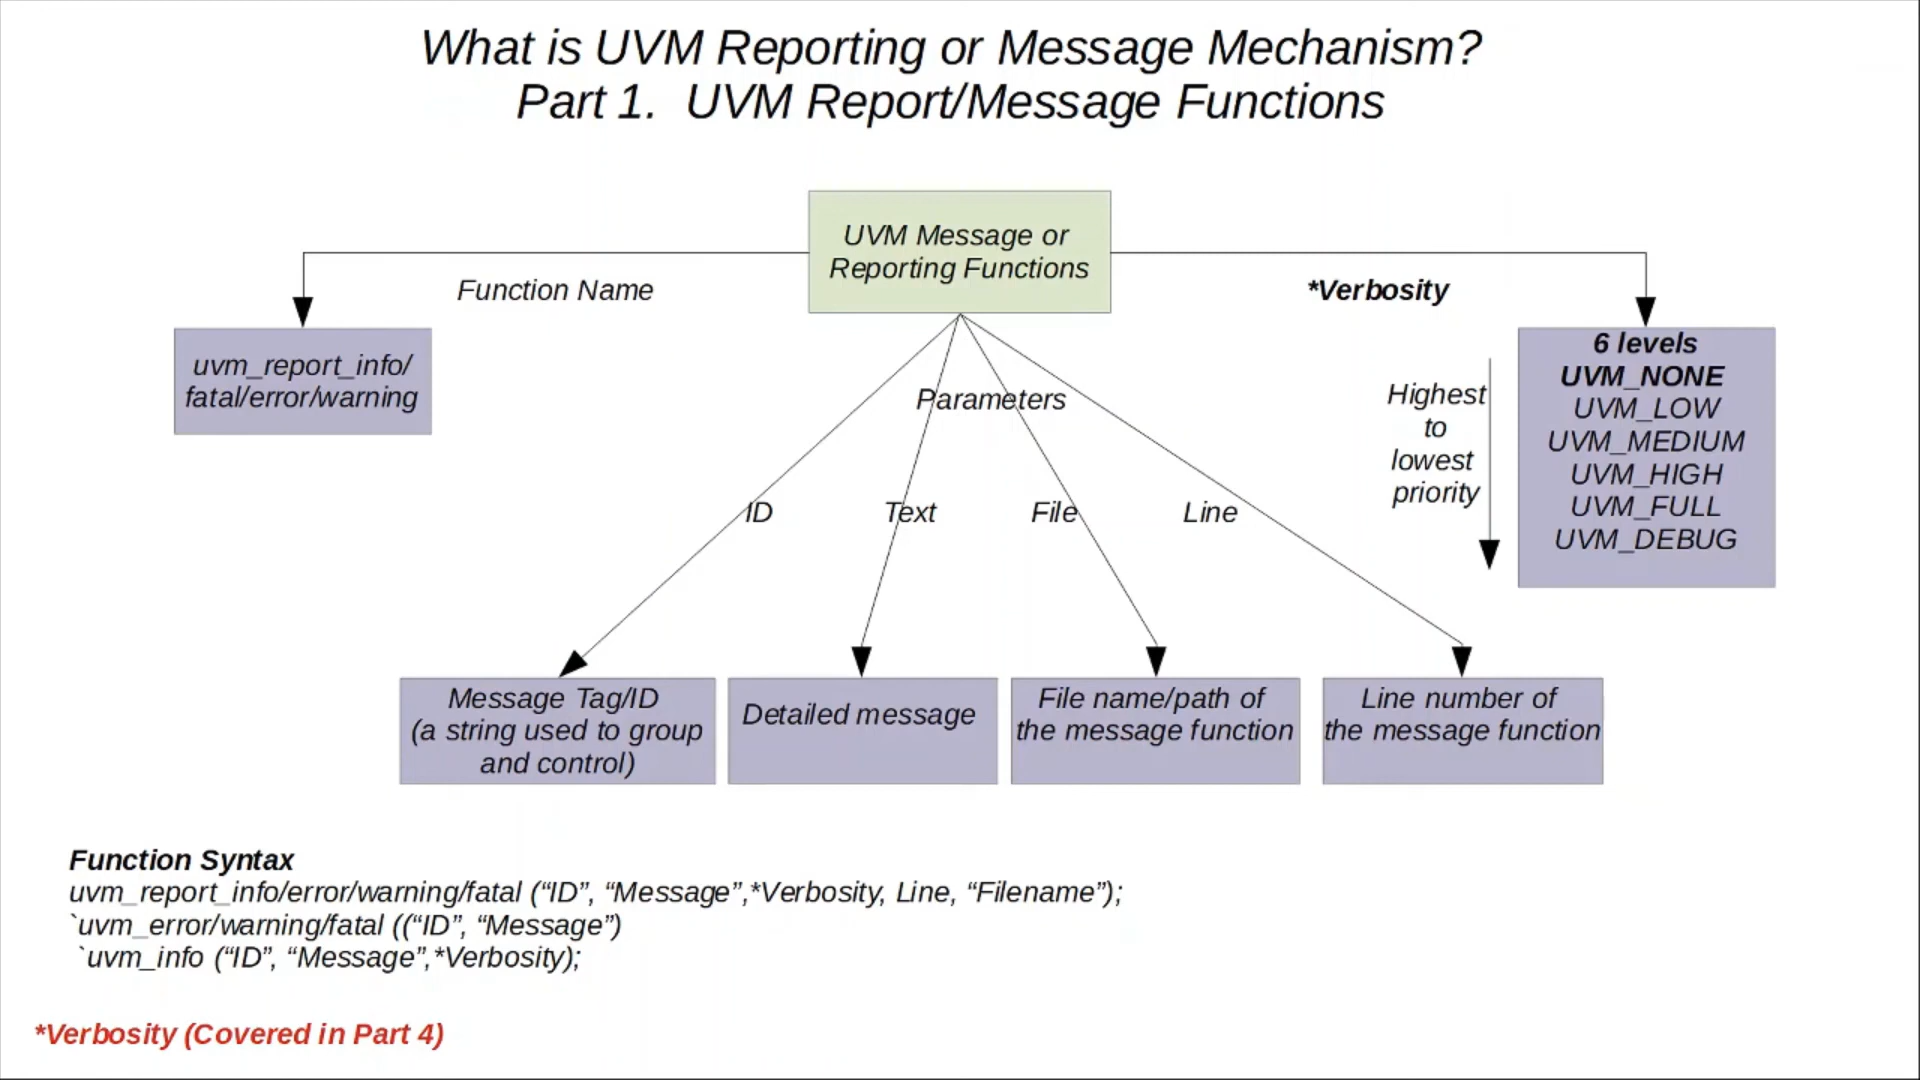 What is UVM Reporting or Message Mechanism?
Part 1.  UVM Report/Message Functions
UVM Message or
Reporting Functions
Function Name
*Verbosity
uvm_report_info/
fatal/error/warning
Parameters
Highest
to
lowest
priority
6 levels
UVM_NONE
UVM_LOW
UVM_MEDIUM
UVM_HIGH
UVM_FULL
UVM_DEBUG
ID
Text
File
Line
Message Tag/ID
(a string used to group
and control)
Detailed message
File name/path of
the message function
Line number of
the message function
Function Syntax
uvm_report_info/error/warning/fatal (“ID”, “Message”,*Verbosity, Line, “Filename”);
`uvm_error/warning/fatal ((“ID”, “Message”)
`uvm_info (“ID”, “Message”,*Verbosity);
*Verbosity (Covered in Part 4)